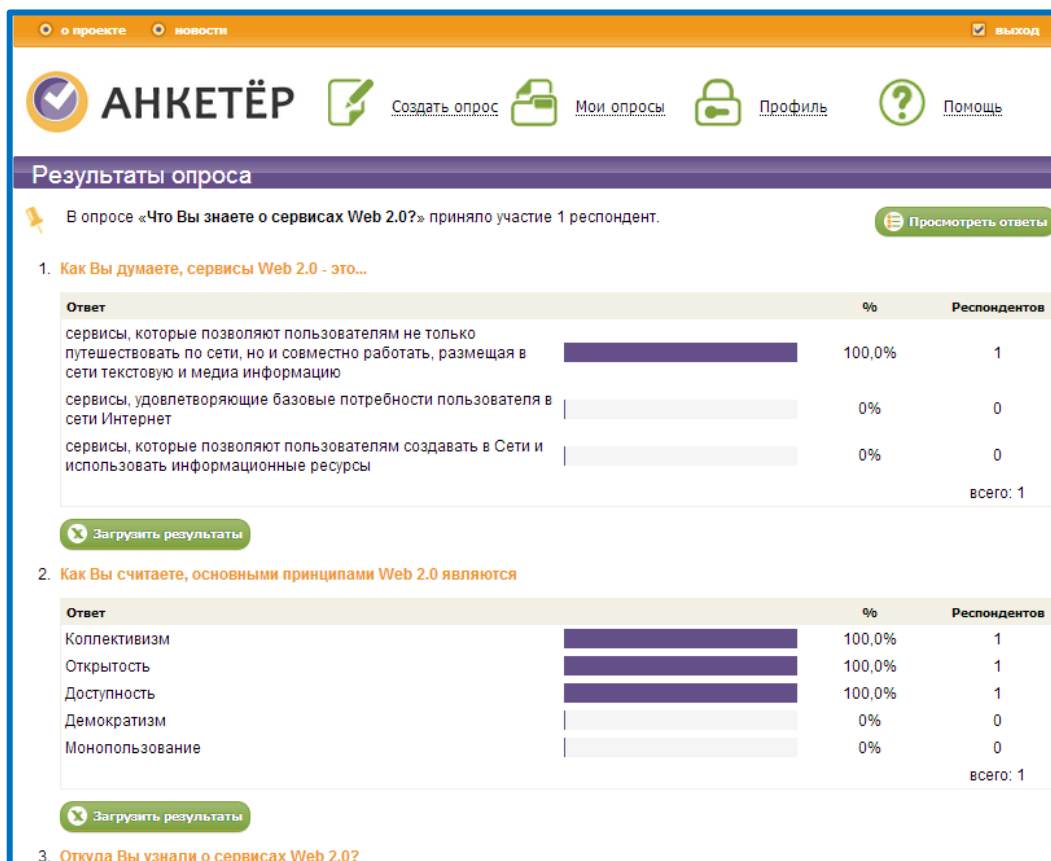 о проекте новости выход
АНКЕТЁР Создать опрос Мои опросы Профиль Помощь
Результаты опроса
В опросе «Что Вы знаете о сервисах Web 2.0?» приняло участие 1 респондент.
Просмотреть ответы
1. Как Вы думаете, сервисы Web 2.0 - это...
Ответ % Респондентов
сервисы, которые позволяют пользователям не только
путешествовать по сети, но и совместно работать, размещая в 100,0% 1
сети текстовую и медиа информацию
сервисы, удовлетворяющие базовые потребности пользователя в
сети Интернет 0% 0
сервисы, которые позволяют пользователям создавать в Сети и
использовать информационные ресурсы 0% 0
всего: 1
Загрузить результаты
2. Как Вы считаете, основными принципами Web 2.0 являются
Ответ % Респондентов
Коллективизм 100,0% 1
Открытость 100,0% 1
Доступность 100,0% 1
Демократизм 0% 0
Монопользование 0% 0
всего: 1
Загрузить результаты
3. Откуда Вы узнали о сервисах Web 2.0?